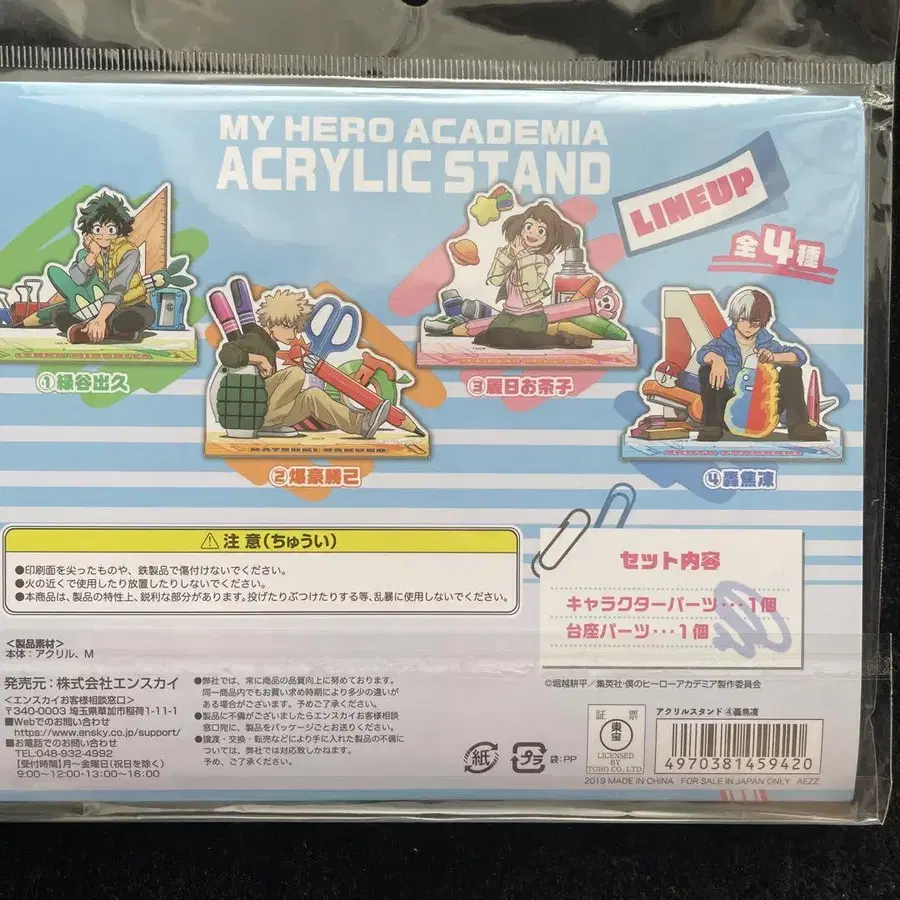 MY HERO ACADEMIA
ACRYLIC STAND
LINEUP
全4種
①緑谷出久
KATSUKI BAKUGO
②爆豪勝己
③麗日お茶子
④轟焦凍
⚠注意(ちゅうい)
●印刷面を尖ったものや、鉄製品で傷付けないでください。
●火の近くで使用したり放置したりしないでください。
●本商品は、製品の特性上、鋭利な部分があります。投げたりぶつけたりする等、乱暴に使用しないでください。
セット内容
キャラクターパーツ・・・1個
台座パーツ・・・1個
<製品素材>
本体：アクリル、M
発売元：株式会社エンスカイ
<エンスカイお客様相談窓口>
〒340-0003 埼玉県草加市稲荷1-11-1
■Webでのお問い合わせ
https://www.ensky.co.jp/support/
■お電話でのお問い合わせ
TEL:048-932-4992
【受付時間】月〜金曜日(祝日を除く)
9:00〜12:00・13:00〜16:00
●弊社では、常に商品の品質向上に努めております。
同一商品内でもお買い求め時期により多少の違いが
ある場合がございます。予めご了承ください。
●製品に不備がございましたらエンスカイお客様相談
窓口宛に、製品をパッケージごとお送りください。
●譲渡・交換・転売などにより入手された製品の不備に
ついては、弊社では対応致しかねます。
予め、ご了承ください。
©堀越耕平／集英社・僕のヒーローアカデミア製作委員会
紙
プラ
袋：PP
証票
東宝
LICENSED
BY
TOHO CO., LTD.
アクリルスタンド ④轟焦凍
4970381459420
2019 MADE IN CHINA FOR SALE IN JAPAN ONLY AEZZ